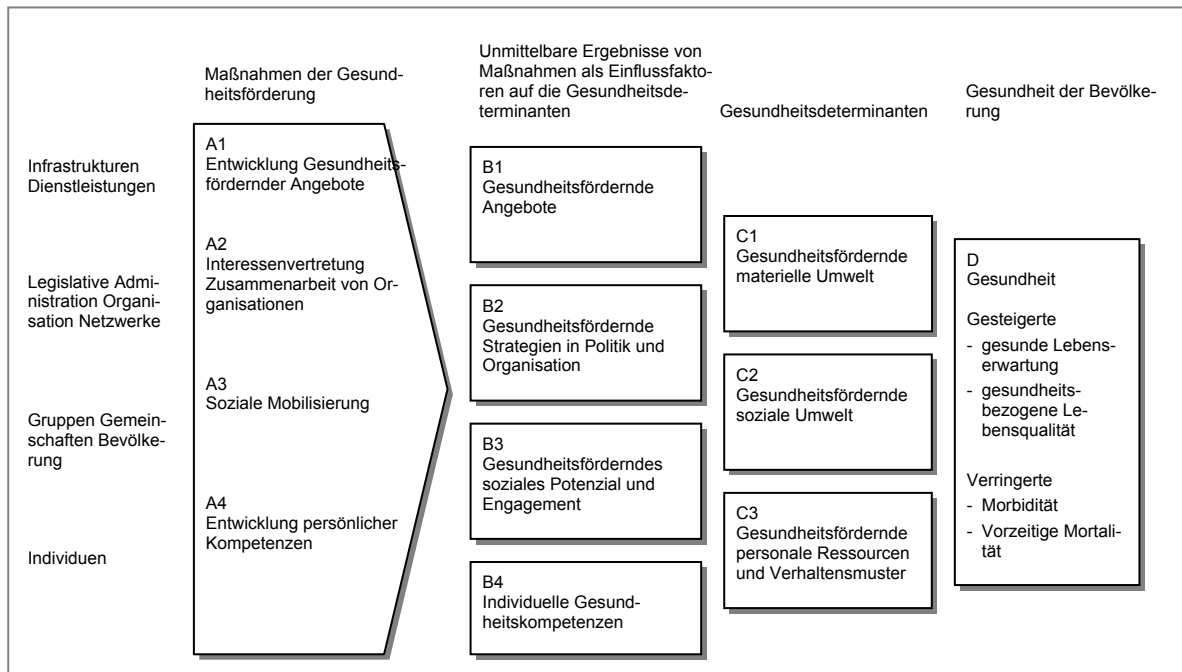 Maßnahmen der Gesund-
heitsförderung
Unmittelbare Ergebnisse von
Maßnahmen als Einflussfakto-
ren auf die Gesundheitsde-
terminanten
Gesundheitsdeterminanten
Gesundheit der Bevölke-
rung
Infrastrukturen
Dienstleistungen
Legislative Admi-
nistration Organi-
sation Netzwerke
Gruppen Gemein-
schaften Bevölke-
rung
Individuen
A1
Entwicklung Gesundheits-
fördernder Angebote
A2
Interessenvertretung
Zusammenarbeit von Or-
ganisationen
A3
Soziale Mobilisierung
A4
Entwicklung persönlicher
Kompetenzen
B1
Gesundheitsfördernde
Angebote
B2
Gesundheitsfördernde
Strategien in Politik und
Organisation
B3
Gesundheitsförderndes
soziales Potenzial und
Engagement
B4
Individuelle Gesund-
heitskompetenzen
C1
Gesundheitsfördernde
materielle Umwelt
C2
Gesundheitsfördernde
soziale Umwelt
C3
Gesundheitsfördernde
personale Ressourcen
und Verhaltensmuster
D
Gesundheit
Gesteigerte
- gesunde Lebens-
erwartung
- gesundheits-
bezogene Le-
bensqualität
Verringerte
- Morbidität
- Vorzeitige Mortali-
tät